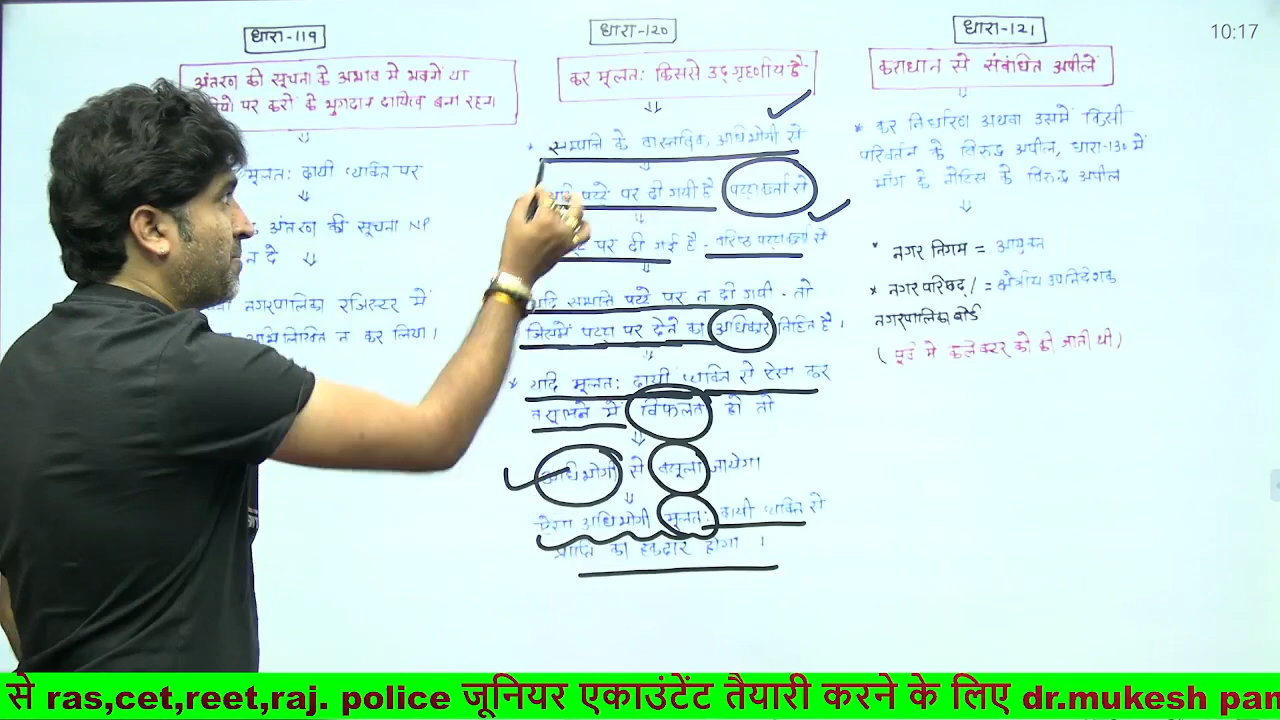 धारा-119
अंतरण की सूचना के अभाव मे भवनों या
पर करों के भुगतान दायित्व बना रहना
मूलतः दायी व्यक्ति पर
अंतरण की सूचना NP
न दे
नगरपालिका रजिस्टर में
अभिलिखित न कर लिया।
धारा-120
कर मूलतः किससे उद्गृहणीय है
* सम्पत्ति के वास्तविक, अधिभोगी से
यदि पट्टे पर दी गयी है पट्टाकर्ता से
पर दी गई है - वरिष्ठ पट्टाकर्ता से
यदि सम्पत्ति पट्टे पर न दी गयी - तो
जिसमें पट्टा पर देने का अधिकार निहित है।
* यदि मूलतः दायी व्यक्ति से ऐसा कर
वसूलने में विफलता हो तो
अधिभोगी से वसूला जायेगा
ऐसा अधिभोगी मूलतः दायी व्यक्ति से
प्राप्ति का हकदार होगा ।
धारा-121
कराधान से संबंधित अपीलें
* कर निर्धारण अथवा उसमें किसी
परिवर्तन के विरुद्ध अपील, धारा-130 में
माँग के नोटिस के विरुद्ध अपील
* नगर निगम = आयुक्त
* नगर परिषद्/ = क्षेत्रीय उपनिदेशक
नगरपालिका बोर्ड
( पूर्व मे कलेक्टर को की जाती थी )
10:17
से ras,cet,reet,raj. police जूनियर एकाउंटेंट तैयारी करने के लिए dr.mukesh pan